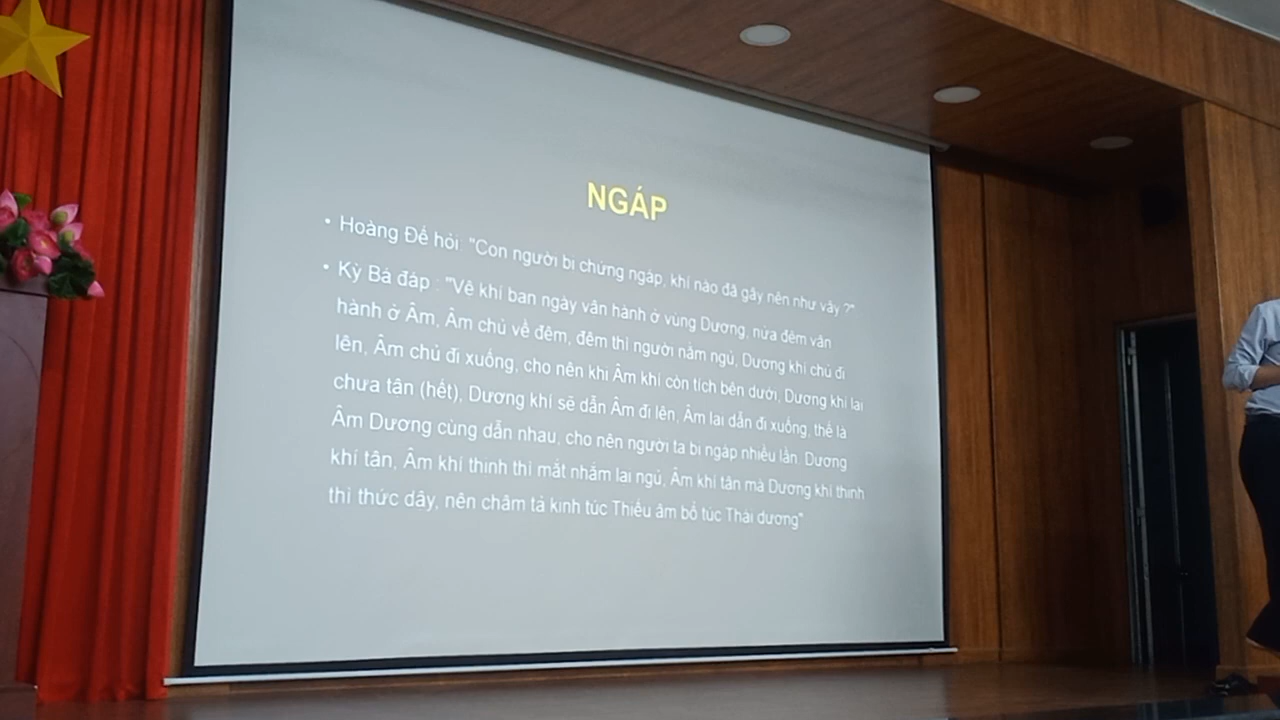 NGÁP
• Hoàng Đế hỏi: "Con người bị chứng ngáp, khí nào đã gây nên như vậy ?"
• Kỳ Bá đáp : "Vệ khí ban ngày vận hành ở vùng Dương, nửa đêm vận
hành ở Âm, Âm chủ về đêm, đêm thì người nằm ngủ, Dương khí chủ đi
lên, Âm chủ đi xuống, cho nên khi Âm khí còn tích bên dưới, Dương khí lại
chưa tận (hết), Dương khí sẽ dẫn Âm đi lên, Âm lại dẫn đi xuống, thế là
Âm Dương cùng dẫn nhau, cho nên người ta bị ngáp nhiều lần. Dương
khí tận, Âm khí thịnh thì mắt nhắm lại ngủ, Âm khí tận mà Dương khí thịnh
thì thức dậy, nên châm tả kinh túc Thiếu âm bổ túc Thái dương"